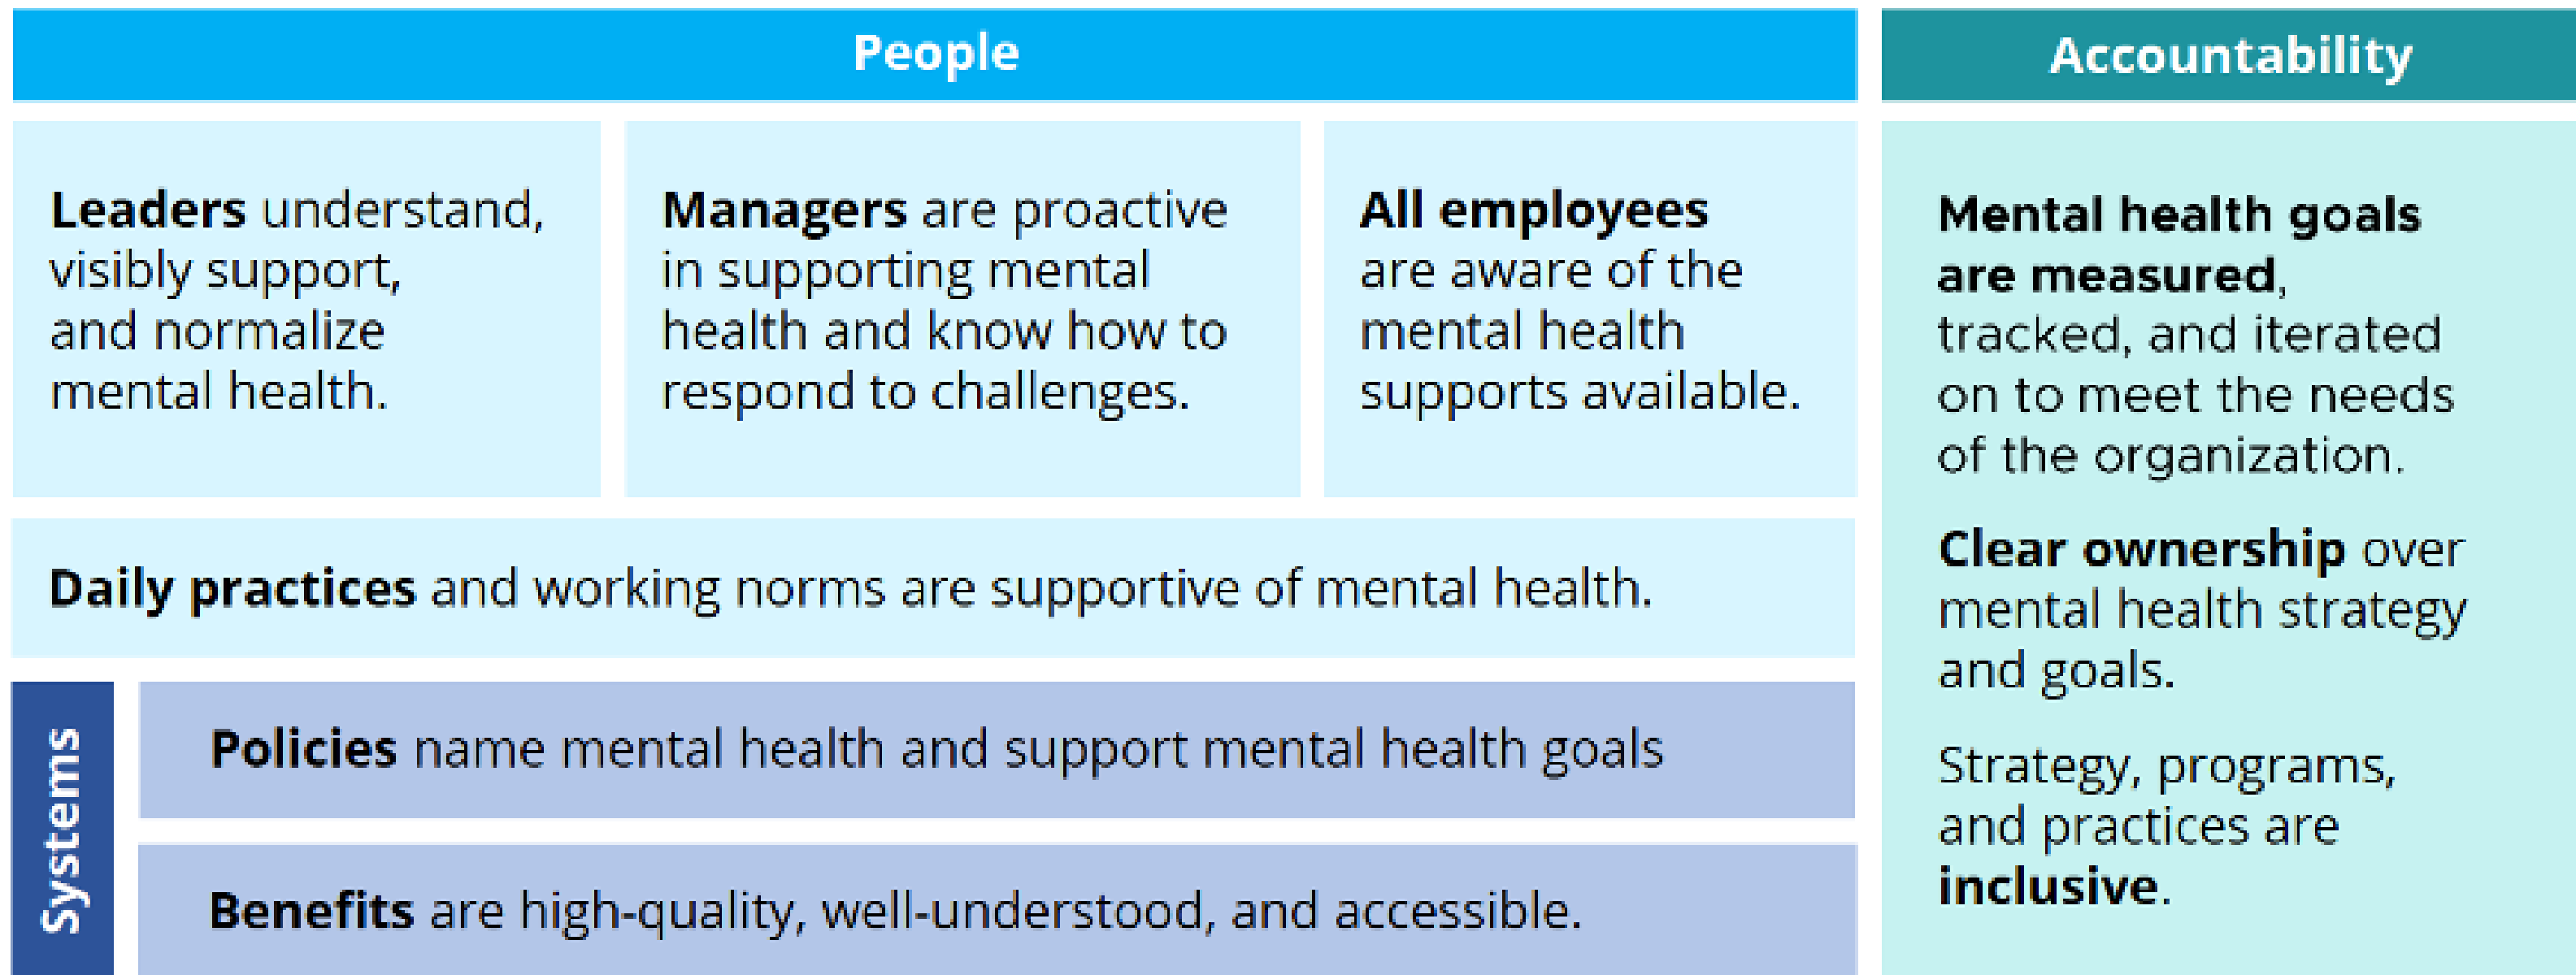 People
Leaders understand,
visibly support,
and normalize
mental health.
Managers are proactive
in supporting mental
health and know how to
respond to challenges.
All employees
are aware of the
mental health
supports available.
Daily practices and working norms are supportive of mental health.
Systems
Policies name mental health and support mental health goals
Benefits are high-quality, well-understood, and accessible.
Accountability
Mental health goals
are measured,
tracked, and iterated
on to meet the needs
of the organization.
Clear ownership over
mental health strategy
and goals.
Strategy, programs,
and practices are
inclusive.